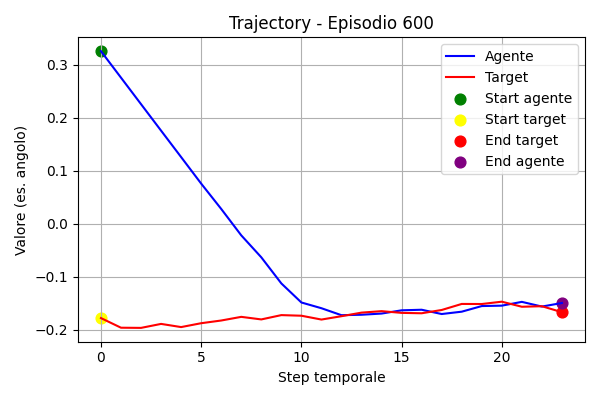 Trajectory - Episodio 600
Agente
Target
Start agente
Start target
End target
End agente
Valore (es. angolo)
0.3
0.2
0.1
0.0
−0.1
−0.2
0
5
10
15
20
Step temporale